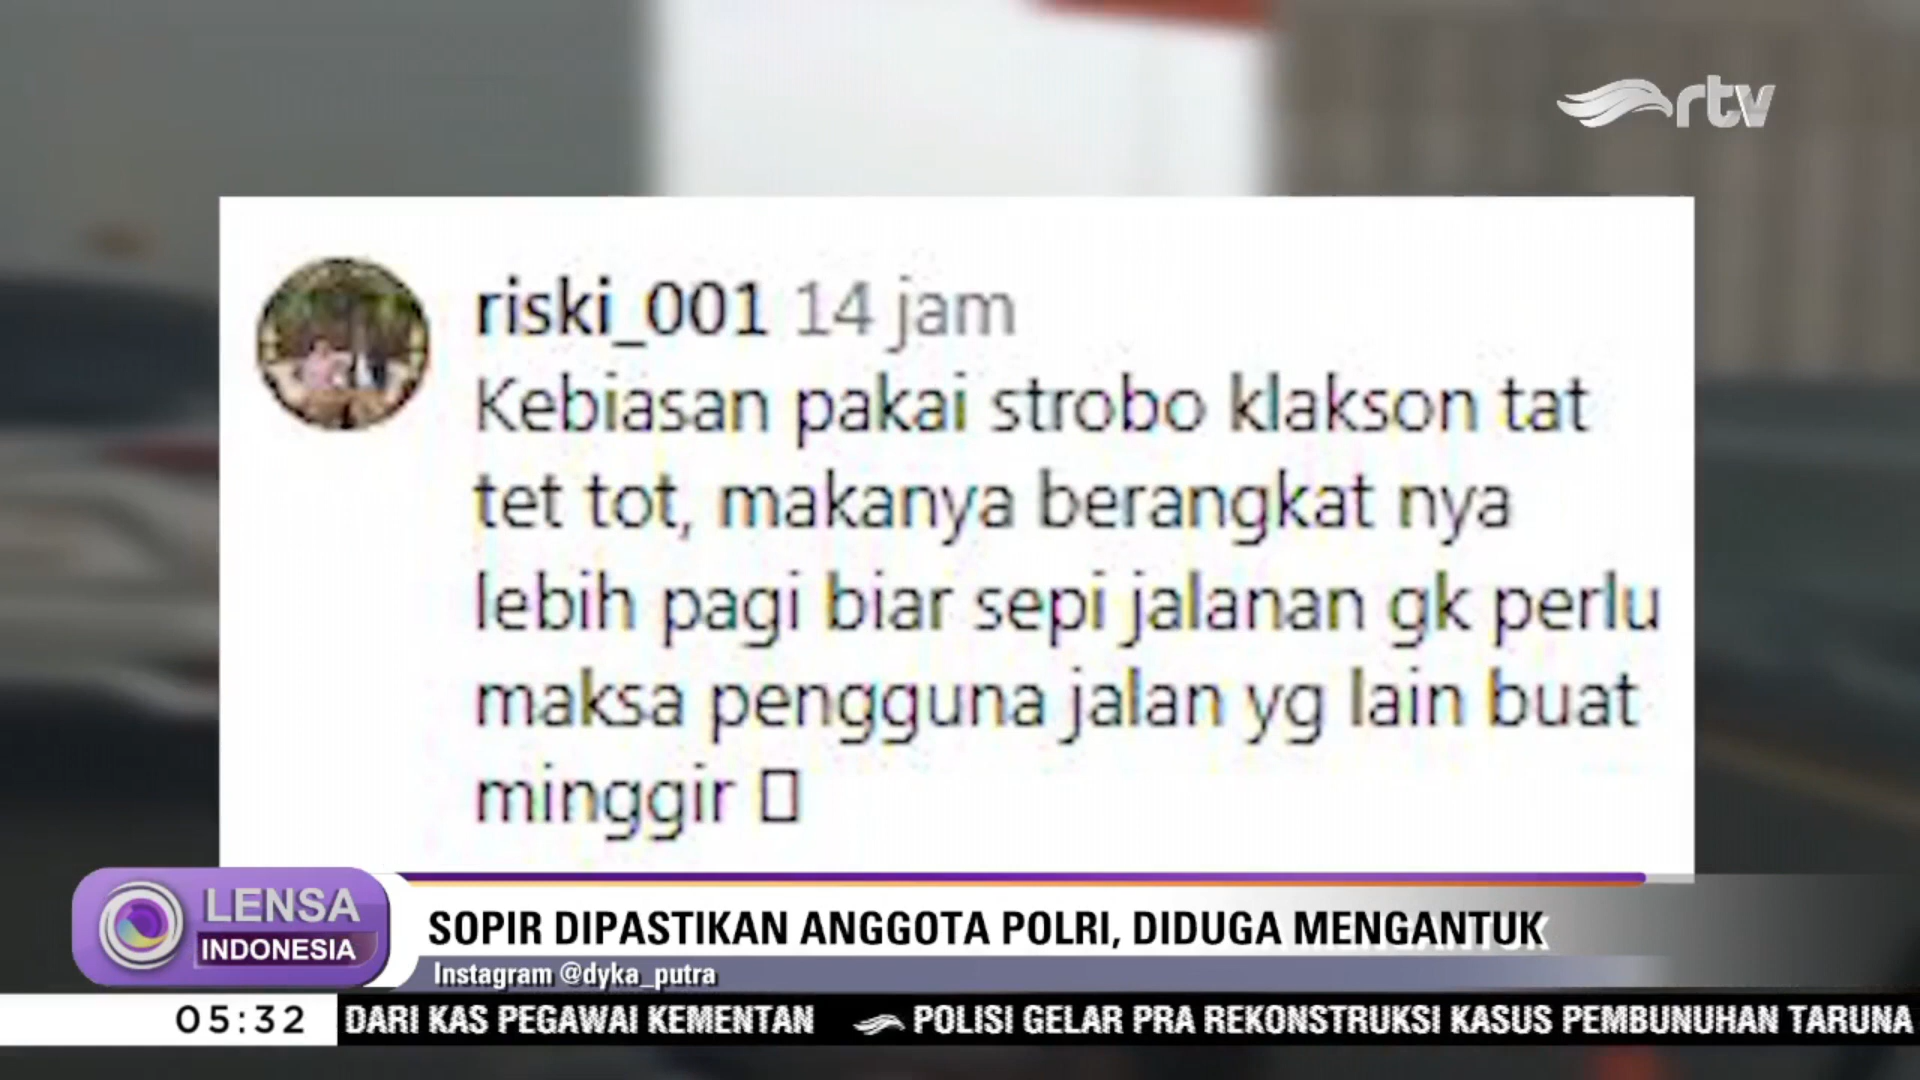 rtv
riski_001 14 jam
Kebiasan pakai strobo klakson tat
tet tot, makanya berangkat nya
lebih pagi biar sepi jalanan gk perlu
maksa pengguna jalan yg lain buat
minggir
LENSA
INDONESIA
SOPIR DIPASTIKAN ANGGOTA POLRI, DIDUGA MENGANTUK
Instagram @dyka_putra
05:32 DARI KAS PEGAWAI KEMENTAN POLISI GELAR PRA REKONSTRUKSI KASUS PEMBUNUHAN TARUNA